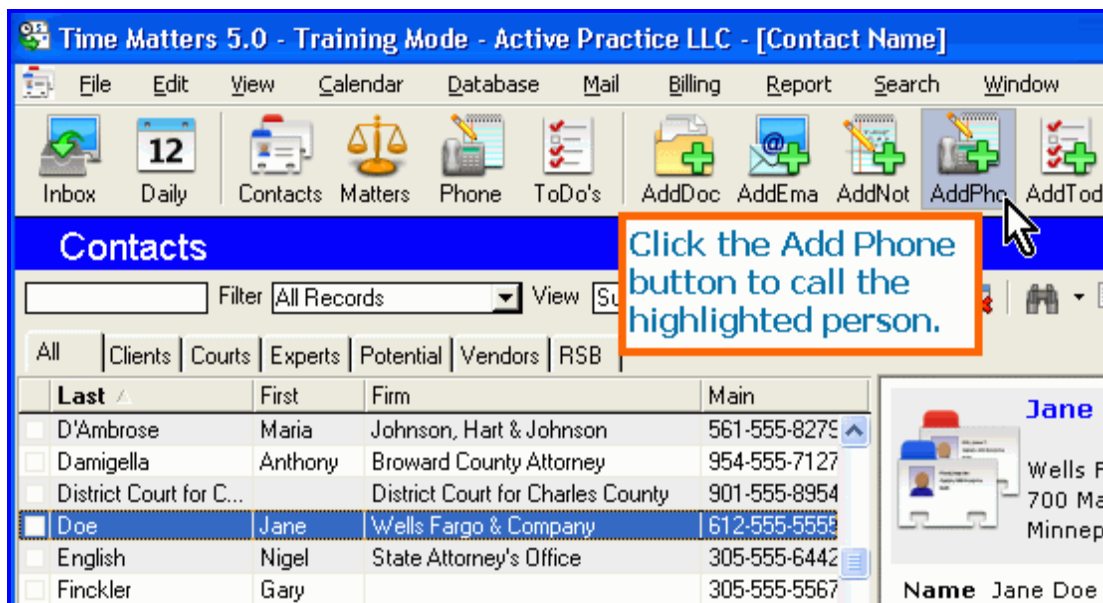 Time Matters 5.0 - Training Mode - Active Practice LLC - [Contact Name]
File Edit View Calendar Database Mail Billing Report Search Window
12
Inbox Daily Contacts Matters Phone ToDo's AddDoc AddEma AddNot AddPho AddTod
Contacts
Click the Add Phone
button to call the
highlighted person.
Filter All Records View Su
All Clients Courts Experts Potential Vendors RSB
Last First Firm Main
D'Ambrose Maria Johnson, Hart & Johnson 561-555-8279
Damigella Anthony Broward County Attorney 954-555-7127
District Court for C... District Court for Charles County 901-555-8954
Doe Jane Wells Fargo & Company 612-555-5555
English Nigel State Attorney's Office 305-555-6442
Finckler Gary 305-555-5567
Jane
Wells F
700 Ma
Minnep
Name Jane Doe